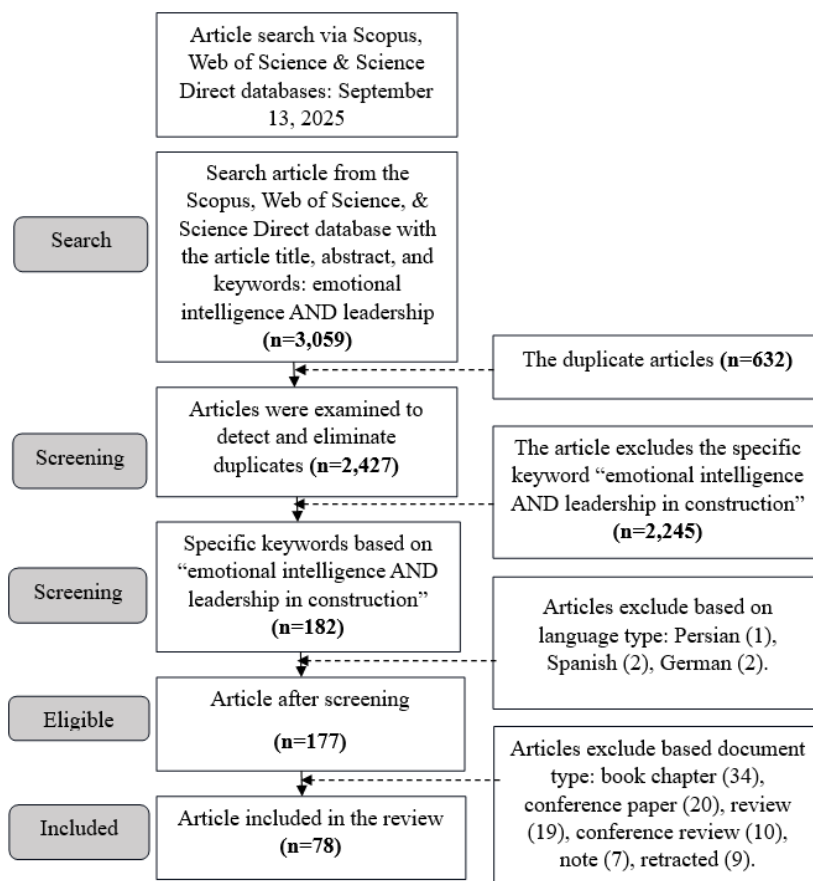 Article search via Scopus,
Web of Science & Science
Direct databases: September
13, 2025
Search
Search article from the
Scopus, Web of Science, &
Science Direct database with
the article title, abstract, and
keywords: emotional
intelligence AND leadership
(n=3,059)
The duplicate articles (n=632)
Screening
Articles were examined to
detect and eliminate
duplicates (n=2,427)
The article excludes the specific
keyword “emotional intelligence
AND leadership in construction”
(n=2,245)
Screening
Specific keywords based on
“emotional intelligence AND
leadership in construction”
(n=182)
Articles exclude based on
language type: Persian (1),
Spanish (2), German (2).
Eligible
Article after screening
(n=177)
Articles exclude based document
type: book chapter (34),
conference paper (20), review
(19), conference review (10),
note (7), retracted (9).
Included
Article included in the review
(n=78)